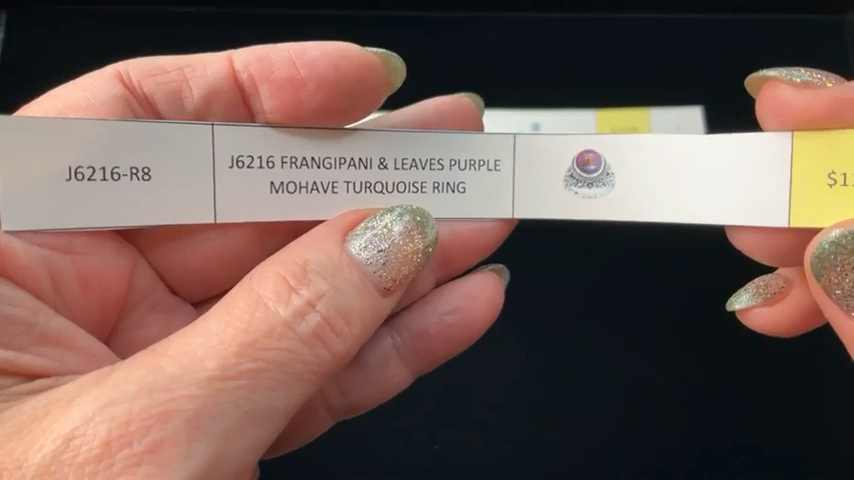 J6216-R8
J6216 FRANGIPANI & LEAVES PURPLE
MOHAVE TURQUOISE RING